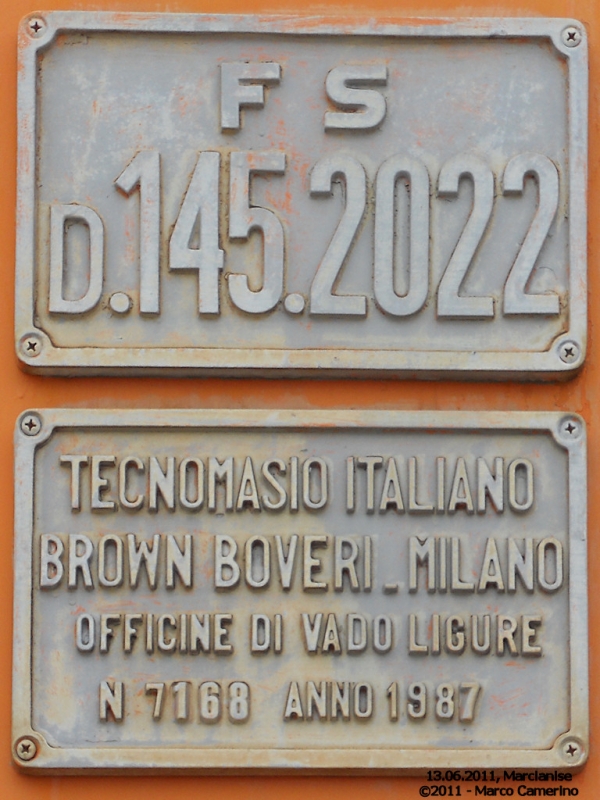 F S
D.145.2022
TECNOMASIO ITALIANO
BROWN BOVERI_MILANO
OFFICINE DI VADO LIGURE
N 7168 ANNO 1987
13.06.2011, Marcianise
©2011 - Marco Camerino